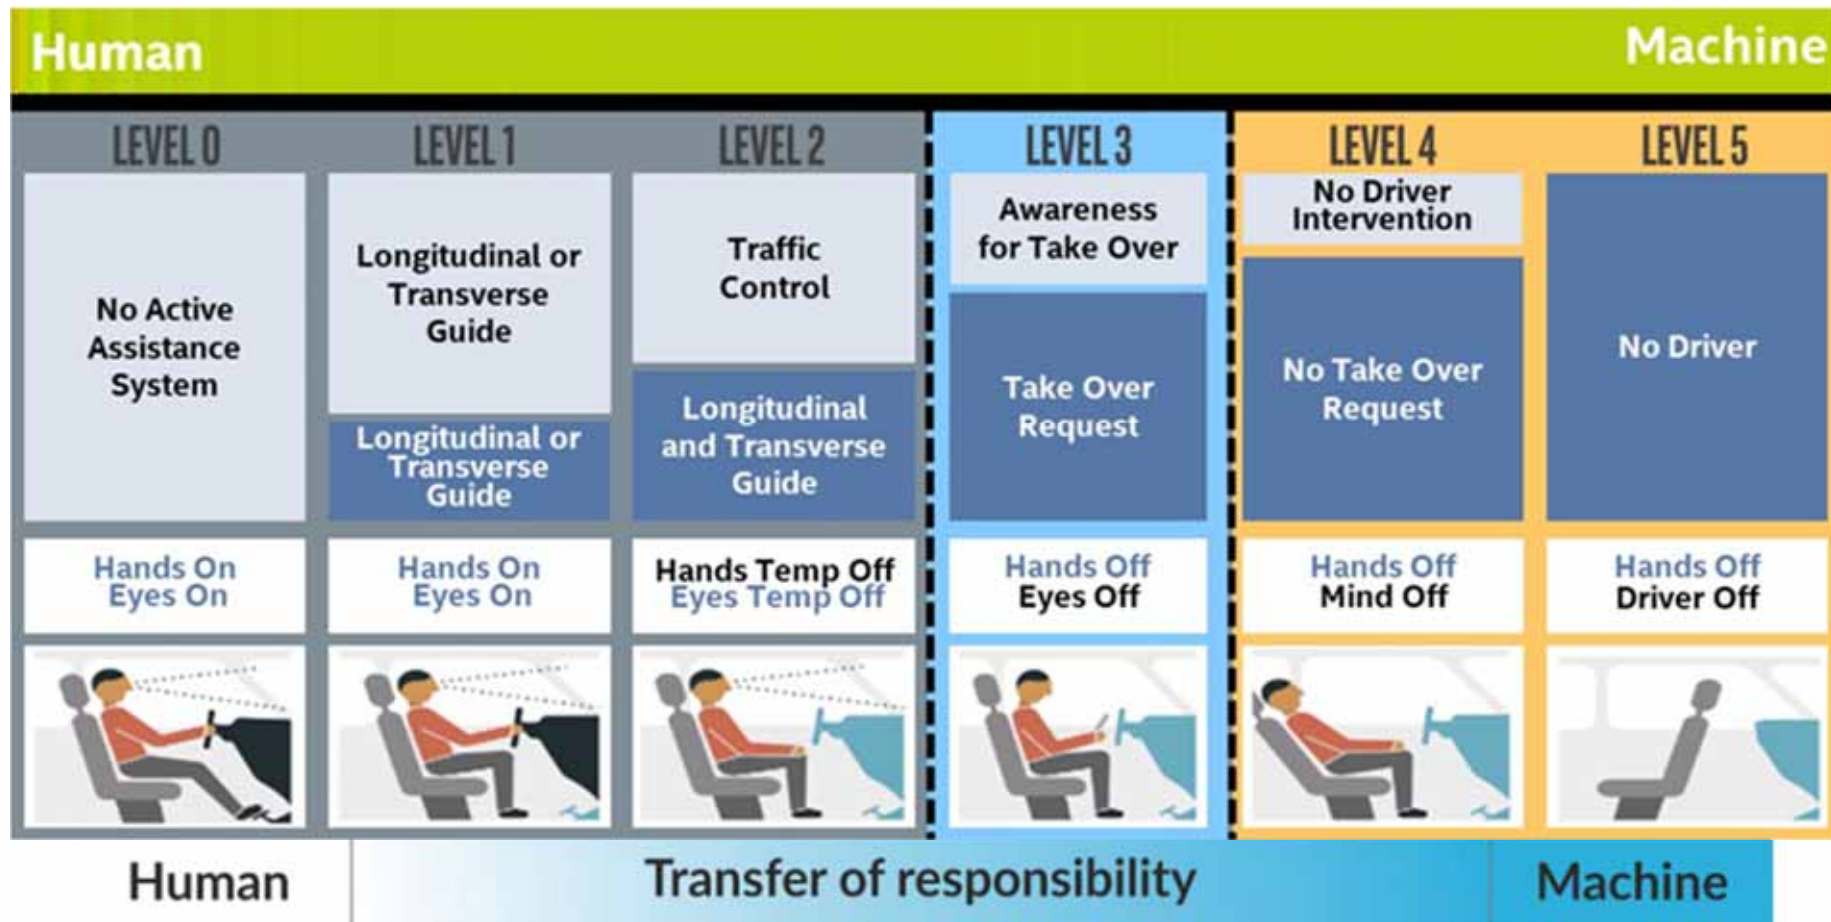 Human
Machine
LEVEL 0
LEVEL 1
LEVEL 2
LEVEL 3
LEVEL 4
LEVEL 5
No Active
Assistance
System
Longitudinal or
Transverse
Guide
Longitudinal or
Transverse
Guide
Traffic
Control
Longitudinal
and Transverse
Guide
Awareness
for Take Over
Take Over
Request
No Driver
Intervention
No Take Over
Request
No Driver
Hands On
Eyes On
Hands On
Eyes On
Hands Temp Off
Eyes Temp Off
Hands Off
Eyes Off
Hands Off
Mind Off
Hands Off
Driver Off
Human
Transfer of responsibility
Machine